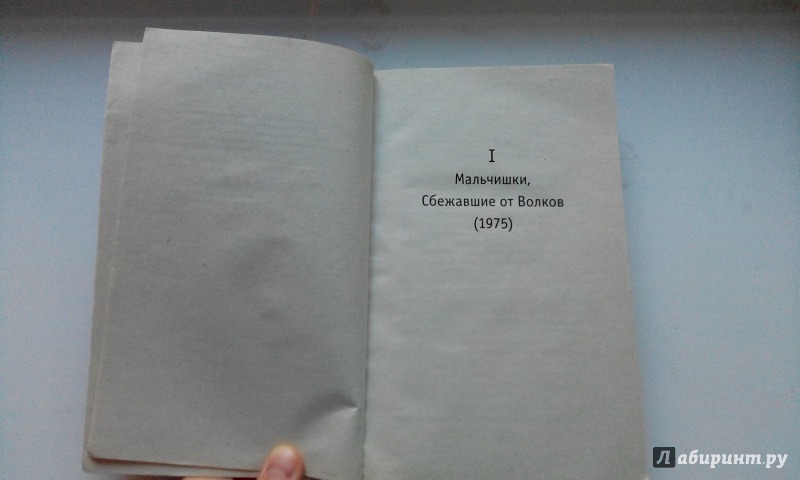 I
Мальчишки,
Сбежавшие от Волков
(1975)
Лабиринт.ру